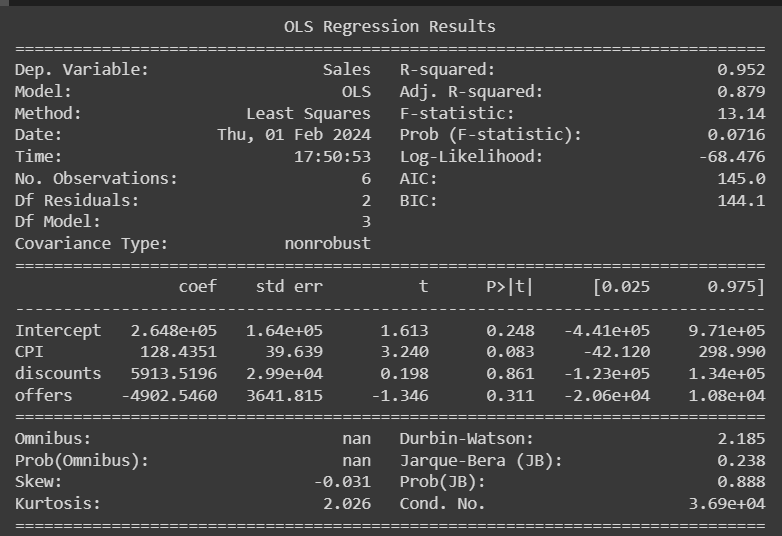 OLS Regression Results
==============================================================================
Dep. Variable:                  Sales   R-squared:                       0.952
Model:                            OLS   Adj. R-squared:                  0.879
Method:                 Least Squares   F-statistic:                     13.14
Date:                Thu, 01 Feb 2024   Prob (F-statistic):             0.0716
Time:                        17:50:53   Log-Likelihood:                -68.476
No. Observations:                   6   AIC:                             145.0
Df Residuals:                       2   BIC:                             144.1
Df Model:                           3
Covariance Type:            nonrobust
==============================================================================
                 coef    std err          t      P>|t|      [0.025      0.975]
------------------------------------------------------------------------------
Intercept   2.648e+05   1.64e+05      1.613      0.248   -4.41e+05    9.71e+05
CPI          128.4351     39.639      3.240      0.083     -42.120     298.990
discounts   5913.5196   2.99e+04      0.198      0.861   -1.23e+05    1.34e+05
offers     -4902.5460   3641.815     -1.346      0.311   -2.06e+04    1.08e+04
==============================================================================
Omnibus:                          nan   Durbin-Watson:                   2.185
Prob(Omnibus):                    nan   Jarque-Bera (JB):                0.238
Skew:                          -0.031   Prob(JB):                        0.888
Kurtosis:                       2.026   Cond. No.                     3.69e+04
==============================================================================